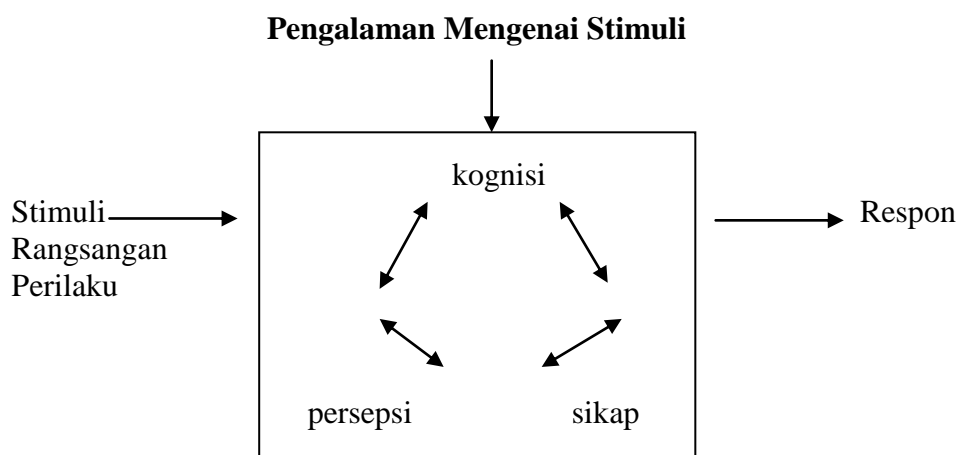 Pengalaman Mengenai Stimuli
kognisi
Stimuli
Rangsangan
Perilaku
Respon
persepsi
sikap